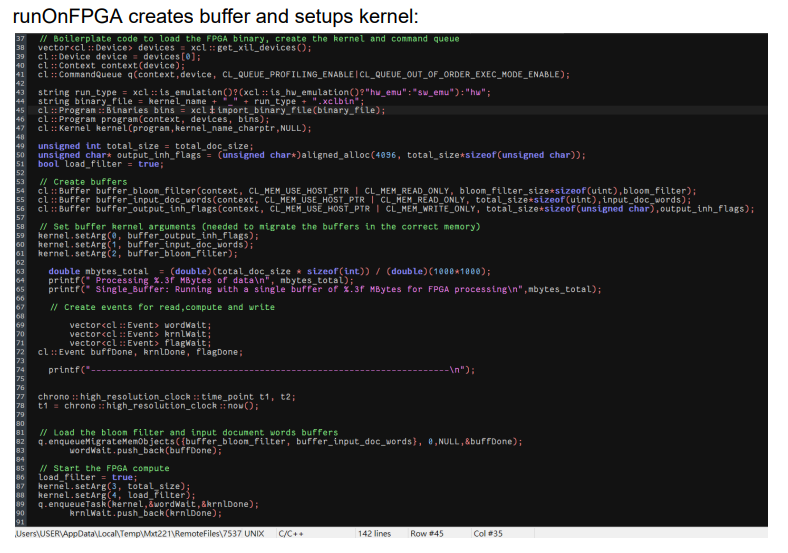 runOnFPGA creates buffer and setups kernel:
37 // Boilerplate code to load the FPGA binary, create the kernel and command queue
38 vector<cl::Device> devices = xcl::get_xil_devices();
39 cl::Device device = devices[0];
40 cl::Context context(device);
41 cl::CommandQueue q(context,device, CL_QUEUE_PROFILING_ENABLE|CL_QUEUE_OUT_OF_ORDER_EXEC_MODE_ENABLE);
42
43 string run_type = xcl::is_emulation()?(xcl::is_hw_emulation()?"hw_emu":"sw_emu"):"hw";
44 string binary_file = kernel_name + "_" + run_type + ".xclbin";
45 cl::Program::Binaries bins = xcl::import_binary_file(binary_file);
46 cl::Program program(context, devices, bins);
47 cl::Kernel kernel(program,kernel_name_charptr,NULL);
48
49 unsigned int total_size = total_doc_size;
50 unsigned char* output_inh_flags = (unsigned char*)aligned_alloc(4096, total_size*sizeof(unsigned char));
51 bool load_filter = true;
52
53 // Create buffers
54 cl::Buffer buffer_bloom_filter(context, CL_MEM_USE_HOST_PTR | CL_MEM_READ_ONLY, bloom_filter_size*sizeof(uint),bloom_filter);
55 cl::Buffer buffer_input_doc_words(context, CL_MEM_USE_HOST_PTR | CL_MEM_READ_ONLY, total_size*sizeof(uint),input_doc_words);
56 cl::Buffer buffer_output_inh_flags(context, CL_MEM_USE_HOST_PTR | CL_MEM_WRITE_ONLY, total_size*sizeof(unsigned char),output_inh_flags);
57
58 // Set buffer kernel arguments (needed to migrate the buffers in the correct memory)
59 kernel.setArg(0, buffer_output_inh_flags);
60 kernel.setArg(1, buffer_input_doc_words);
61 kernel.setArg(2, buffer_bloom_filter);
62
63 double mbytes_total = (double)(total_doc_size * sizeof(int)) / (double)(1000*1000);
64 printf(" Processing %.3f MBytes of data\n", mbytes_total);
65 printf(" Single_Buffer: Running with a single buffer of %.3f MBytes for FPGA processing\n",mbytes_total);
66
67 // Create events for read,compute and write
68
69 vector<cl::Event> wordWait;
70 vector<cl::Event> krnlWait;
71 vector<cl::Event> flagWait;
72 cl::Event buffDone, krnlDone, flagDone;
73
74 printf("--------------------------------------------------------------------\n");
75
76
77 chrono::high_resolution_clock::time_point t1, t2;
78 t1 = chrono::high_resolution_clock::now();
79
80
81 // Load the bloom filter and input document words buffers
82 q.enqueueMigrateMemObjects({buffer_bloom_filter, buffer_input_doc_words}, 0,NULL,&buffDone);
83 wordWait.push_back(buffDone);
84
85 // Start the FPGA compute
86 load_filter = true;
87 kernel.setArg(3, total_size);
88 kernel.setArg(4, load_filter);
89 q.enqueueTask(kernel,&wordWait,&krnlDone);
90 krnlWait.push_back(krnlDone);
91
\Users\USER\AppData\Local\Temp\Mxt221\RemoteFiles\7537 UNIX C/C++ 142 lines Row #45 Col #35